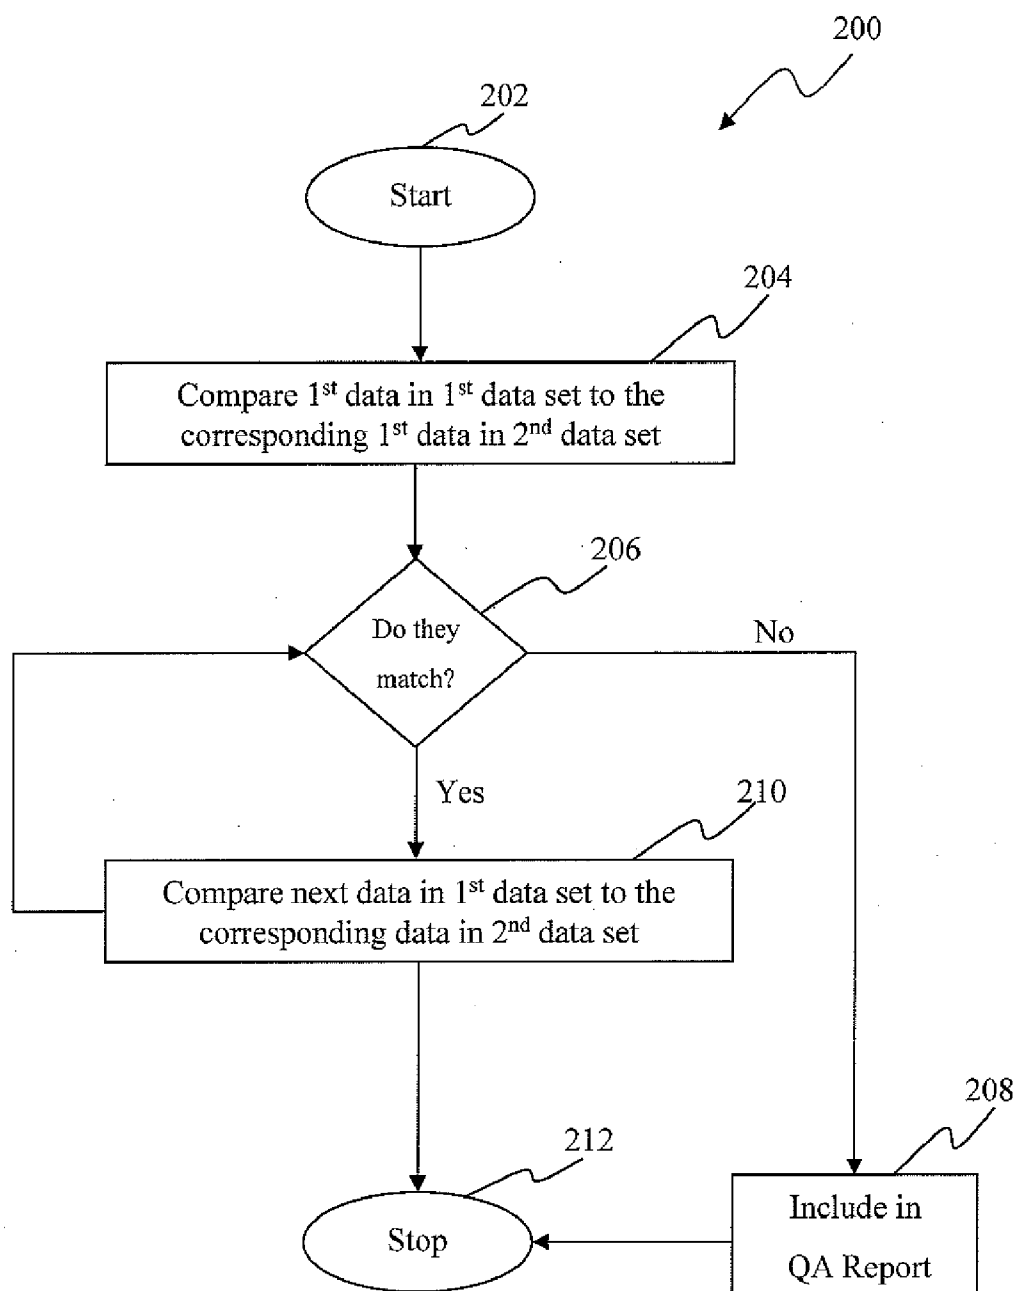 200
202
Start
204
Compare 1st data in 1st data set to the
corresponding 1st data in 2nd data set
206
Do they
match?
No
Yes
210
Compare next data in 1st data set to the
corresponding data in 2nd data set
208
212
Stop
Include in
QA Report